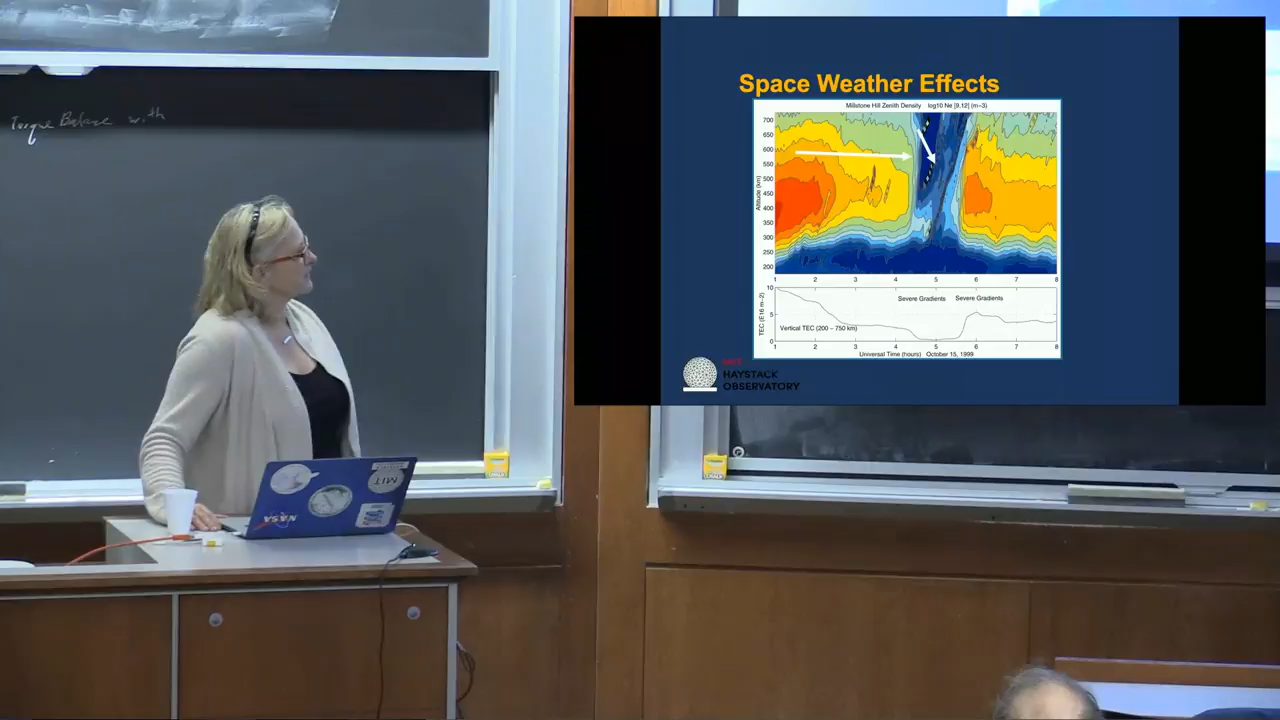 Torque Balance with
Space Weather Effects
Millstone Hill Zenith Density log10 Ne [9,12] (m−3)
Altitude (km)
700
650
600
550
500
450
400
350
300
250
200
1 2 3 4 5 6 7 8
TEC (E16 m−2)
10
5
0
Severe Gradients Severe Gradients
Vertical TEC (200 − 750 km)
1 2 3 4 5 6 7 8
Universal Time (hours) October 15, 1999
MIT
HAYSTACK
OBSERVATORY
MIT
NASA